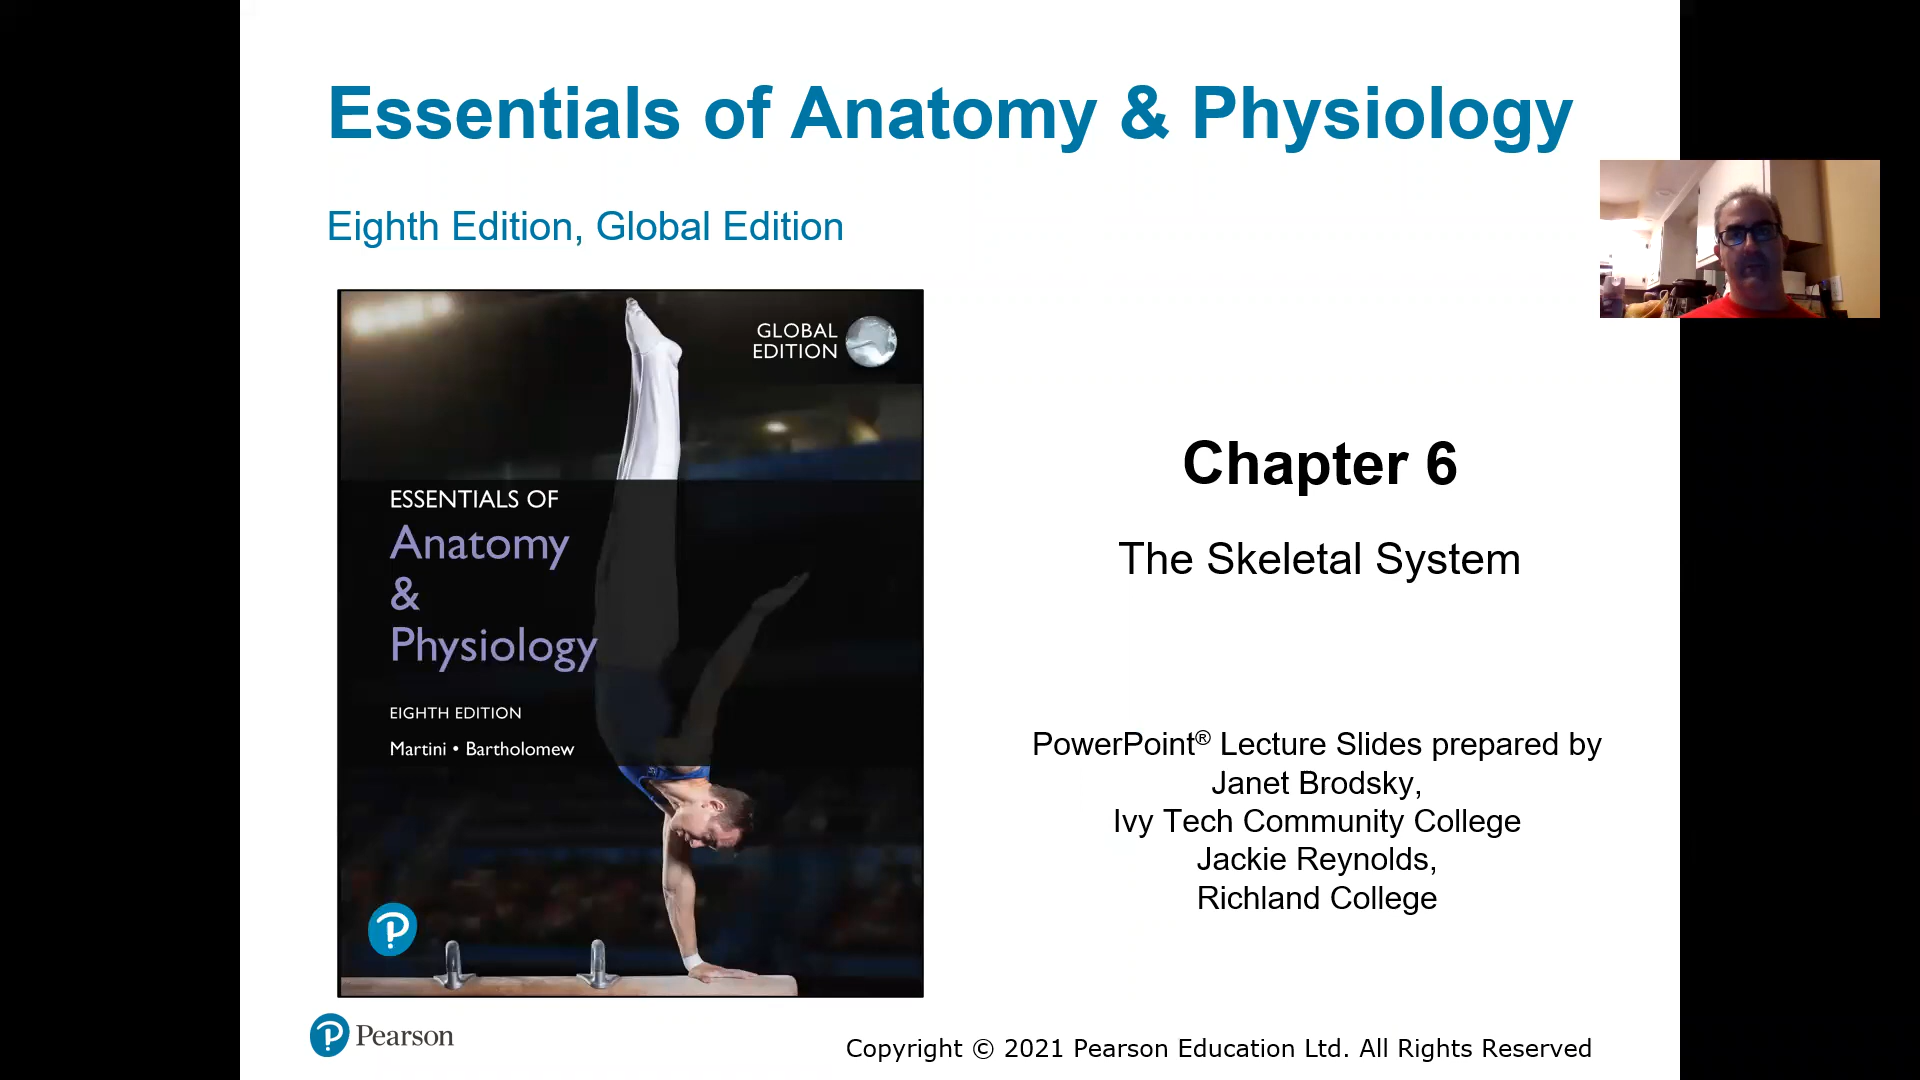 Essentials of Anatomy & Physiology
Eighth Edition, Global Edition
GLOBAL
EDITION
ESSENTIALS OF
Anatomy
&
Physiology
EIGHTH EDITION
Martini • Bartholomew
P
Chapter 6
The Skeletal System
PowerPoint® Lecture Slides prepared by
Janet Brodsky,
Ivy Tech Community College
Jackie Reynolds,
Richland College
P Pearson
Copyright © 2021 Pearson Education Ltd. All Rights Reserved